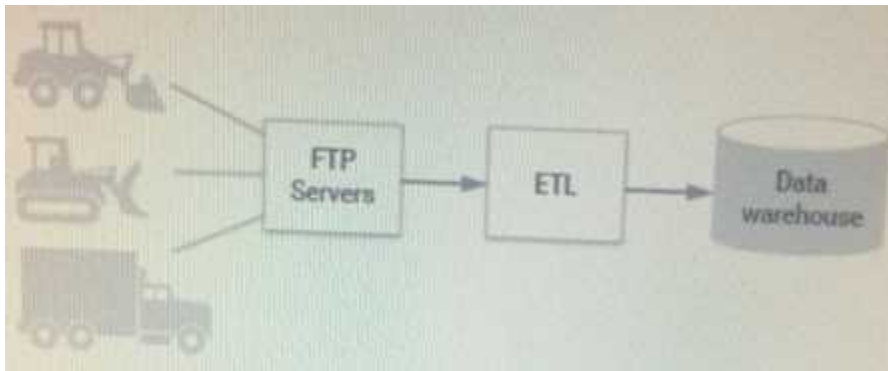 FTP
Servers
ETL
Data
warehouse